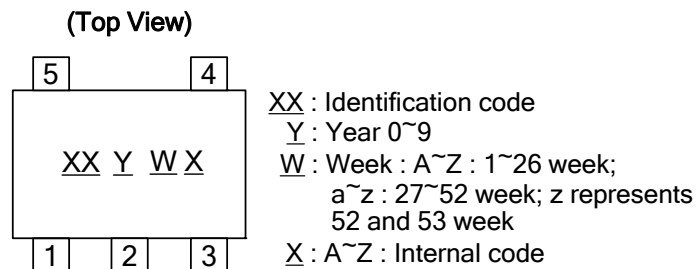 (Top View)
5 4
XX Y W X
1 2 3
XX : Identification code
Y : Year 0~9
W : Week : A~Z : 1~26 week;
a~z : 27~52 week; z represents
52 and 53 week
X : A~Z : Internal code